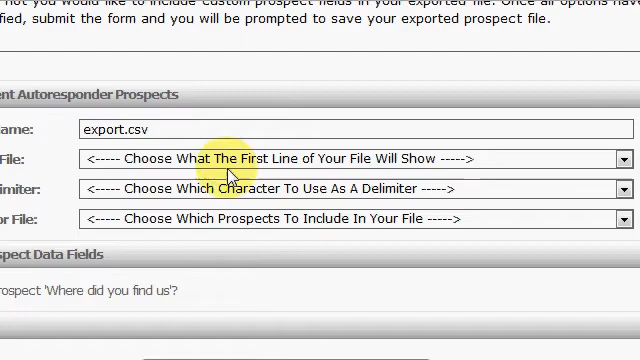 not you would like to include custom prospect fields in your exported file. Once all options have
fied, submit the form and you will be prompted to save your exported prospect file.
ent Autoresponder Prospects
ame: export.csv
File: <----- Choose What The First Line of Your File Will Show ----->
imiter: <----- Choose Which Character To Use As A Delimiter ----->
or File: <----- Choose Which Prospects To Include In Your File ----->
spect Data Fields
rospect 'Where did you find us'?